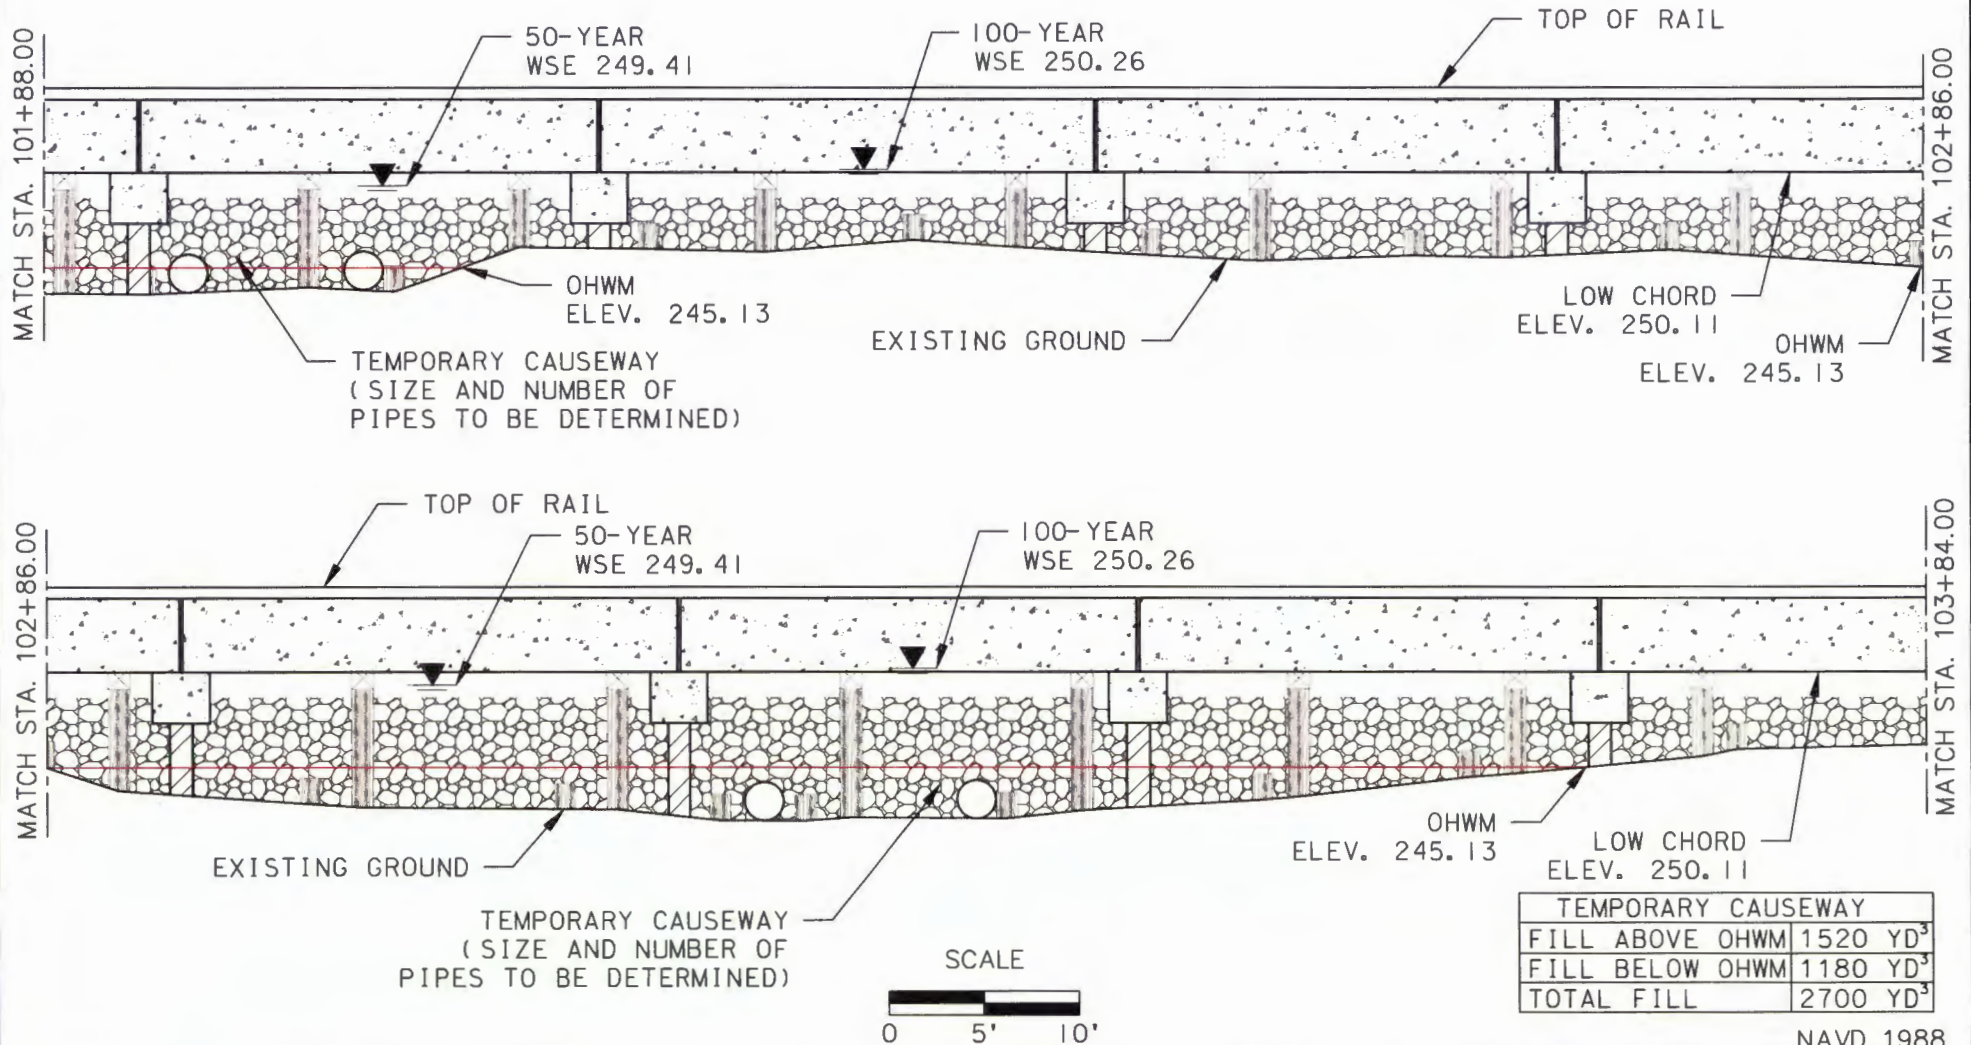 MATCH STA. 101+88.00
50-YEAR
WSE 249.41
100-YEAR
WSE 250.26
TOP OF RAIL
OHWM
ELEV. 245.13
TEMPORARY CAUSEWAY
(SIZE AND NUMBER OF
PIPES TO BE DETERMINED)
EXISTING GROUND
LOW CHORD
ELEV. 250.11
OHWM
ELEV. 245.13
MATCH STA. 102+86.00
MATCH STA. 102+86.00
TOP OF RAIL
50-YEAR
WSE 249.41
100-YEAR
WSE 250.26
EXISTING GROUND
TEMPORARY CAUSEWAY
(SIZE AND NUMBER OF
PIPES TO BE DETERMINED)
OHWM
ELEV. 245.13
LOW CHORD
ELEV. 250.11
MATCH STA. 103+84.00
SCALE
0 5' 10'
TEMPORARY CAUSEWAY
FILL ABOVE OHWM 1520 YD³
FILL BELOW OHWM 1180 YD³
TOTAL FILL 2700 YD³
NAVD 1988